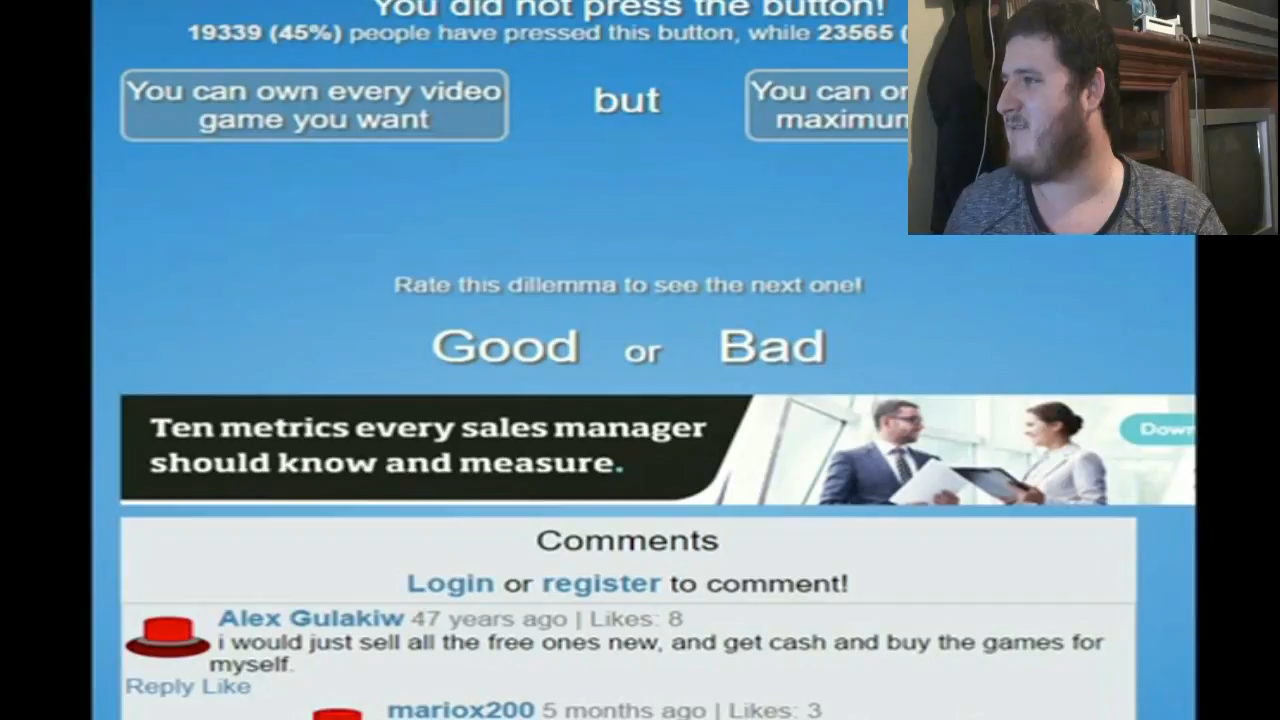 You did not press the button!
19339 (45%) people have pressed this button, while 23565 (
You can own every video
game you want
but
You can
maximum
Rate this dillemma to see the next one!
Good or Bad
Ten metrics every sales manager
should know and measure.
Comments
Login or register to comment!
Alex Gulakiw 47 years ago | Likes: 8
i would just sell all the free ones new, and get cash and buy the games for
myself.
Reply Like
mariox200 5 months ago | Likes: 3